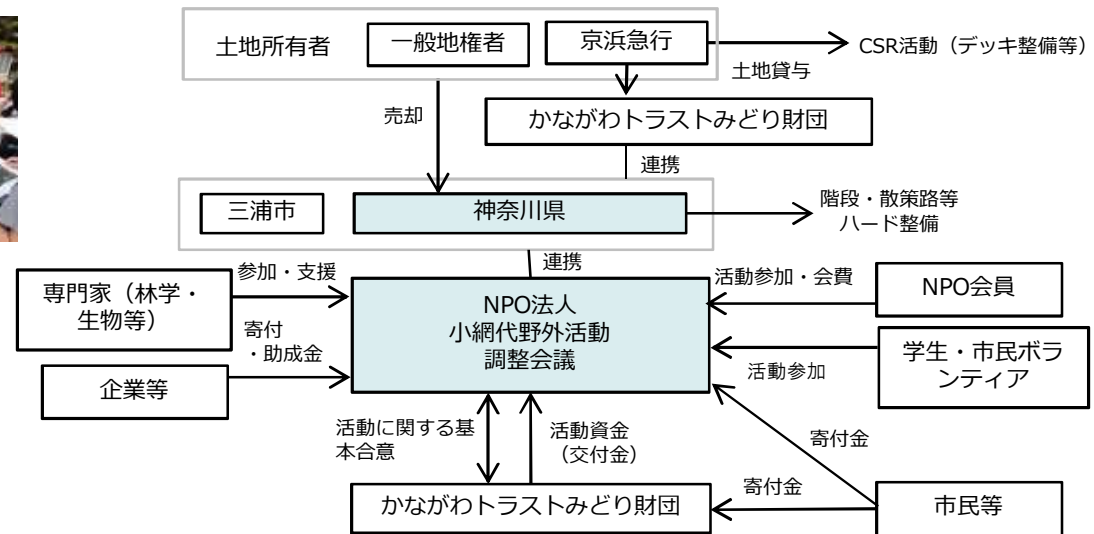 土地所有者
一般地権者
京浜急行
CSR活動（デッキ整備等）
土地貸与
売却
かながわトラストみどり財団
連携
三浦市
神奈川県
階段・散策路等
ハード整備
連携
専門家（林学・
生物等）
参加・支援
NPO法人
小網代野外活動
調整会議
活動参加・会費
NPO会員
寄付
・助成金
企業等
学生・市民ボラ
ンティア
活動参加
活動に関する基
本合意
活動資金
（交付金）
寄付金
かながわトラストみどり財団
寄付金
市民等